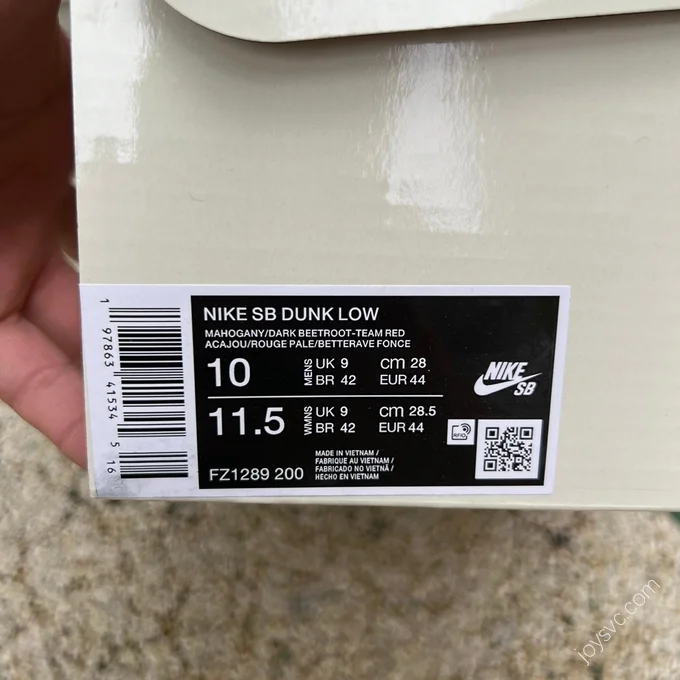 NIKE SB DUNK LOW
MAHOGANY/DARK BEETROOT-TEAM RED
ACAJOU/ROUGE PALE/BETTERAVE FONCE
10 MENS UK 9 cm 28
BR 42 EUR 44
11.5 WMNS UK 9 cm 28.5
BR 42 EUR 44
NIKE
SB
RFID
MADE IN VIETNAM /
FABRIQUE AU VIETNAM /
FABRICADO NO VIETNÃ /
HECHO EN VIETNAM
FZ1289 200
1 97863 41534 5 16
joysvc.com